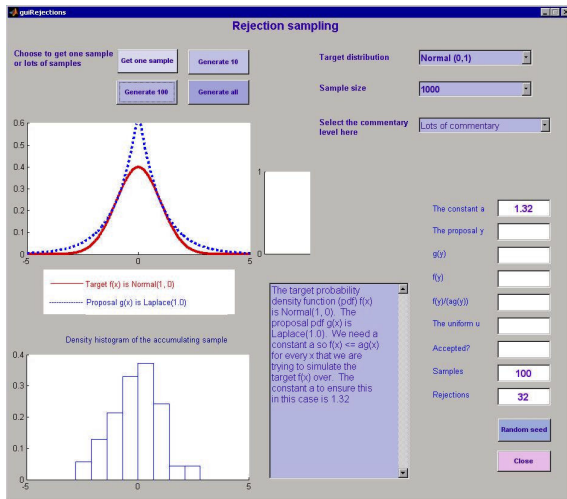 guiRejections
Rejection sampling
Choose to get one sample
or lots of samples
Get one sample
Generate 10
Generate 100
Generate all
Target distribution
Normal (0,1)
Sample size
1000
Select the commentary
level here
Lots of commentary
0.6
0.5
0.4
0.3
0.2
0.1
0
-5
0
5
1
0
Target f(x) is Normal(1, 0)
Proposal g(x) is Laplace(1.0)
Density histogram of the accumulating sample
0.4
0.3
0.2
0.1
0
-5
0
5
The target probability
density function (pdf) f(x)
is Normal(1, 0). The
proposal pdf g(x) is
Laplace(1.0). We need a
constant a so f(x) <= ag(x)
for every x that we are
trying to simulate the
target f(x) over. The
constant a to ensure this
in this case is 1.32
The constant a
1.32
The proposal y
g(y)
f(y)
f(y)/(ag(y))
The uniform u
Accepted?
Samples
100
Rejections
32
Random seed
Close